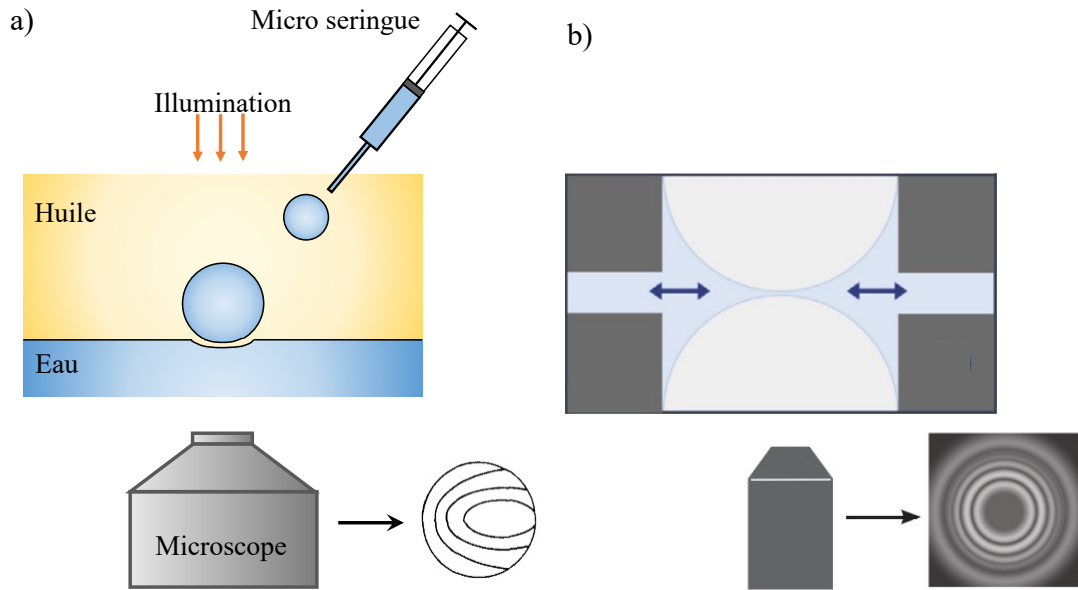 a)
Micro seringue
b)
Illumination
Huile
Eau
Microscope